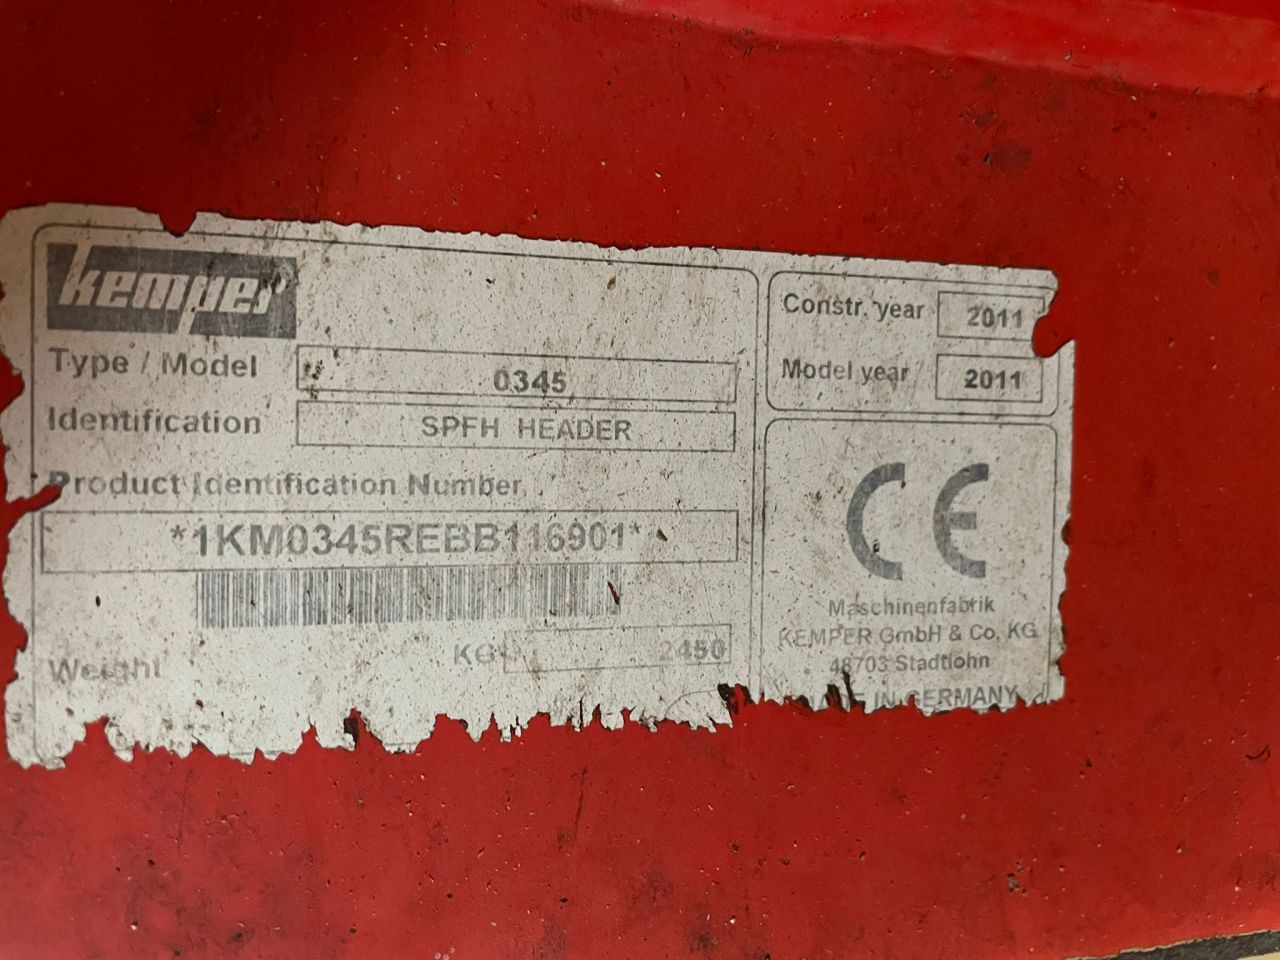 kemper
Type / Model 0345
Identification SPFH HEADER
Product Identification Number
*1KM0345REBB116901*
Weight KG 2450
Constr. year 2011
Model year 2011
CE
Maschinenfabrik
KEMPER GmbH & Co. KG
48703 Stadtlohn
MADE IN GERMANY